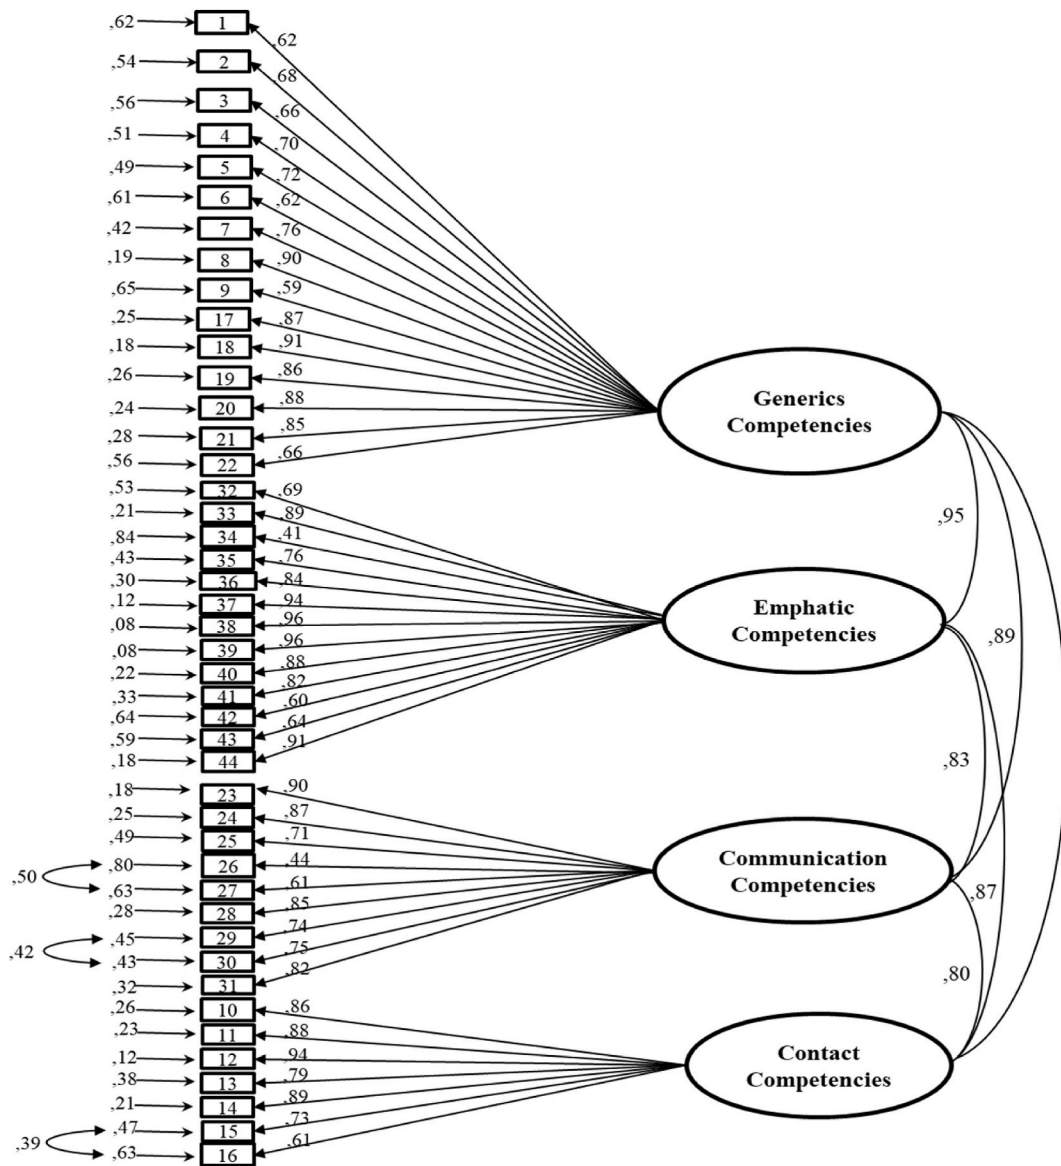 ,62 1 ,62
,54 2 ,68
,56 3 ,66
,51 4 ,70
,49 5 ,72
,61 6 ,62
,42 7 ,76
,19 8 ,90
,65 9 ,59
,25 17 ,87
,18 18 ,91
,26 19 ,86
,24 20 ,88
,28 21 ,85
,56 22 ,66
Generics
Competencies
,53 32 ,69
,21 33 ,89
,84 34 ,41
,43 35 ,76
,30 36 ,84
,12 37 ,94
,08 38 ,96
,08 39 ,96
,22 40 ,88
,33 41 ,82
,64 42 ,60
,59 43 ,64
,18 44 ,91
Emphatic
Competencies
,18 23 ,90
,25 24 ,87
,49 25 ,71
,80 26 ,44
,50
,63 27 ,61
,28 28 ,85
,45 29 ,74
,42
,43 30 ,75
,32 31 ,82
Communication
Competencies
,26 10 ,86
,23 11 ,88
,12 12 ,94
,38 13 ,79
,21 14 ,89
,47 15 ,73
,39
,63 16 ,61
Contact
Competencies
,95
,89
,83
,87
,80